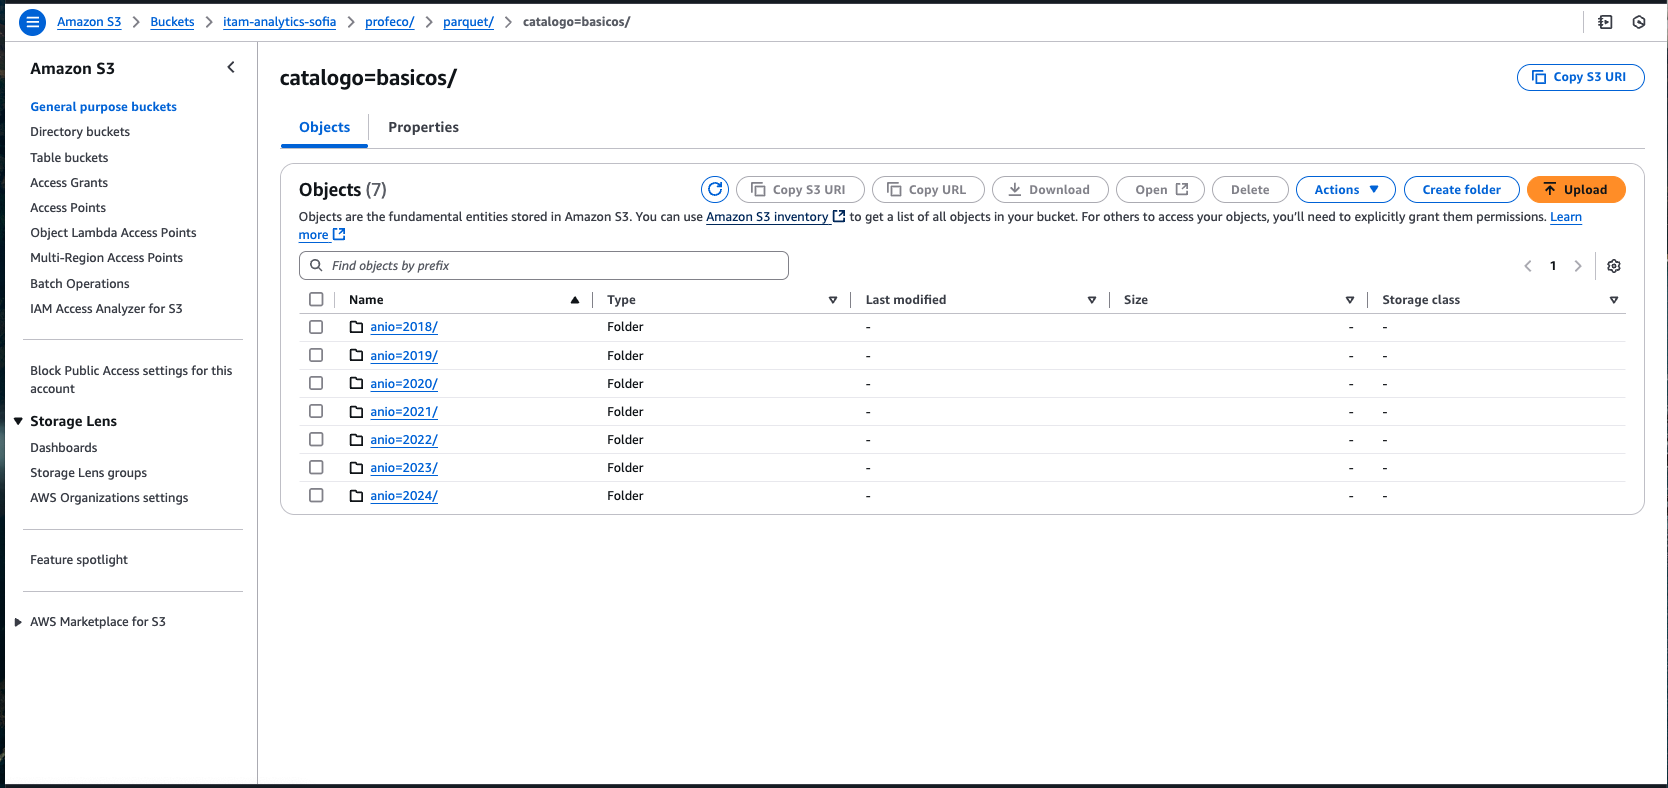 Amazon S3 > Buckets > itam-analytics-sofia > profeco/ > parquet/ > catalogo=basicos/
Amazon S3
General purpose buckets
Directory buckets
Table buckets
Access Grants
Access Points
Object Lambda Access Points
Multi-Region Access Points
Batch Operations
IAM Access Analyzer for S3
Block Public Access settings for this
account
Storage Lens
Dashboards
Storage Lens groups
AWS Organizations settings
Feature spotlight
AWS Marketplace for S3
catalogo=basicos/
Copy S3 URI
Objects Properties
Objects (7)
Copy S3 URI Copy URL Download Open Delete Actions Create folder Upload
Objects are the fundamental entities stored in Amazon S3. You can use Amazon S3 inventory to get a list of all objects in your bucket. For others to access your objects, you'll need to explicitly grant them permissions. Learn
more
Find objects by prefix
1
Name Type Last modified Size Storage class
anio=2018/ Folder - - -
anio=2019/ Folder - - -
anio=2020/ Folder - - -
anio=2021/ Folder - - -
anio=2022/ Folder - - -
anio=2023/ Folder - - -
anio=2024/ Folder - - -